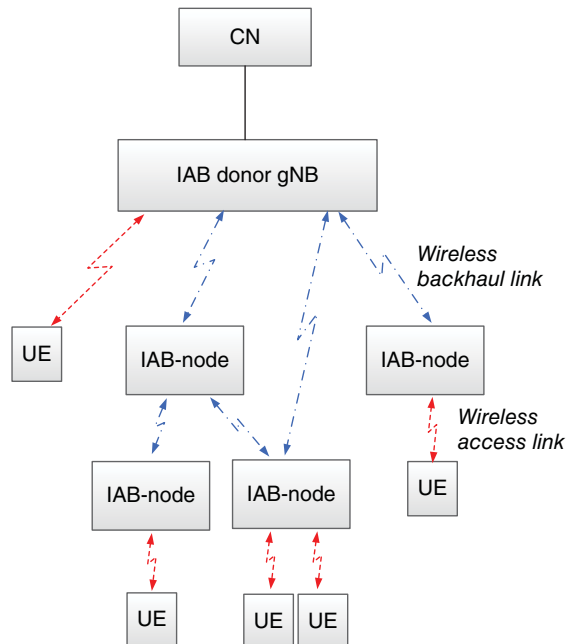 CN
IAB donor gNB
Wireless
backhaul link
UE
IAB-node
IAB-node
Wireless
access link
IAB-node
IAB-node
UE
UE
UE
UE